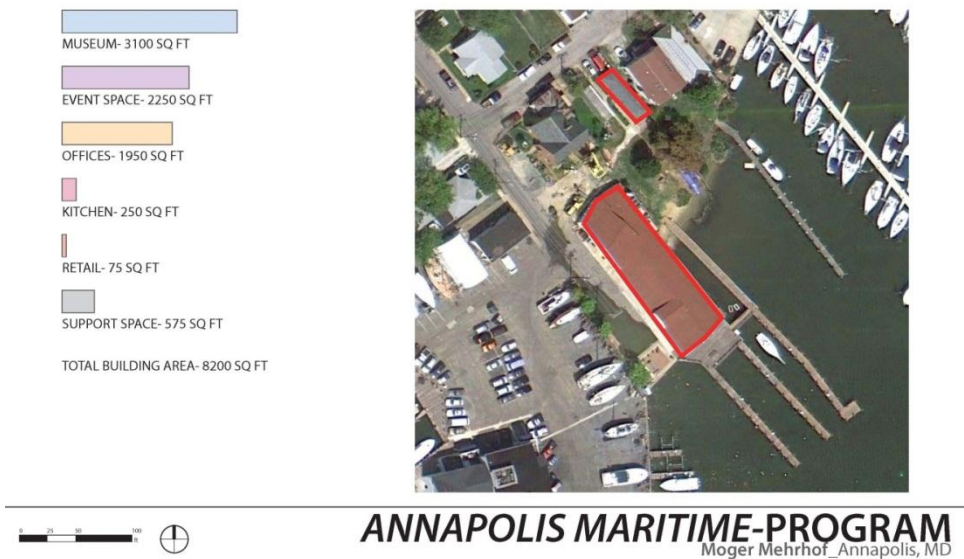 MUSEUM- 3100 SQ FT
EVENT SPACE- 2250 SQ FT
OFFICES- 1950 SQ FT
KITCHEN- 250 SQ FT
RETAIL- 75 SQ FT
SUPPORT SPACE- 575 SQ FT
TOTAL BUILDING AREA- 8200 SQ FT
0 25 50 100
ft
ANNAPOLIS MARITIME-PROGRAM
Moger Mehrhof_Annapolis, MD